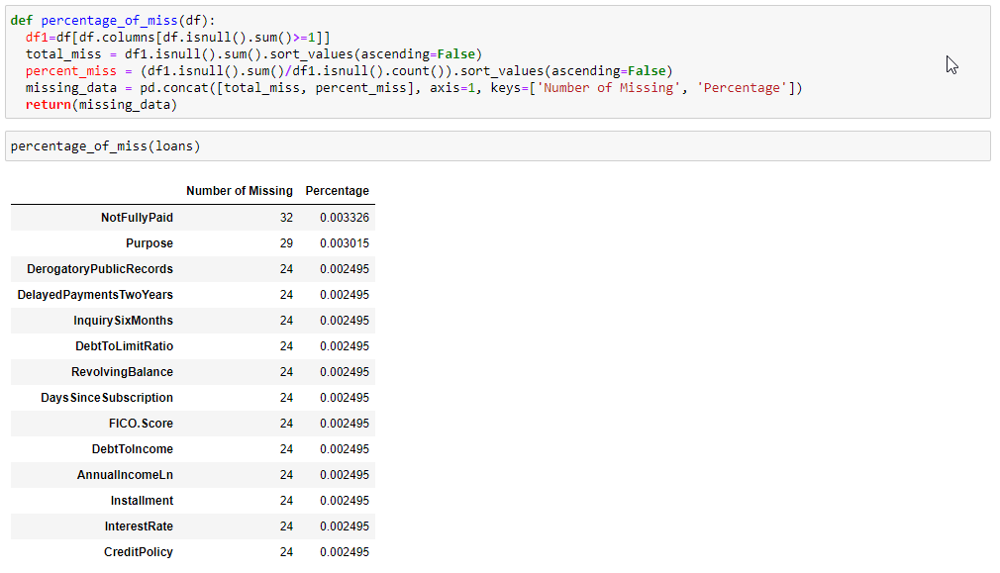 def percentage_of_miss(df):
df1=df[df.columns[df.isnull().sum()>=1]]
total_miss = df1.isnull().sum().sort_values(ascending=False)
percent_miss = (df1.isnull().sum()/df1.isnull().count()).sort_values(ascending=False)
missing_data = pd.concat([total_miss, percent_miss], axis=1, keys=['Number of Missing', 'Percentage'])
return(missing_data)
percentage_of_miss(loans)
Number of Missing Percentage
NotFullyPaid 32 0.003326
Purpose 29 0.003015
DerogatoryPublicRecords 24 0.002495
DelayedPaymentsTwoYears 24 0.002495
InquirySixMonths 24 0.002495
DebtToLimitRatio 24 0.002495
RevolvingBalance 24 0.002495
DaysSinceSubscription 24 0.002495
FICO.Score 24 0.002495
DebtToIncome 24 0.002495
AnnualIncomeLn 24 0.002495
Installment 24 0.002495
InterestRate 24 0.002495
CreditPolicy 24 0.002495